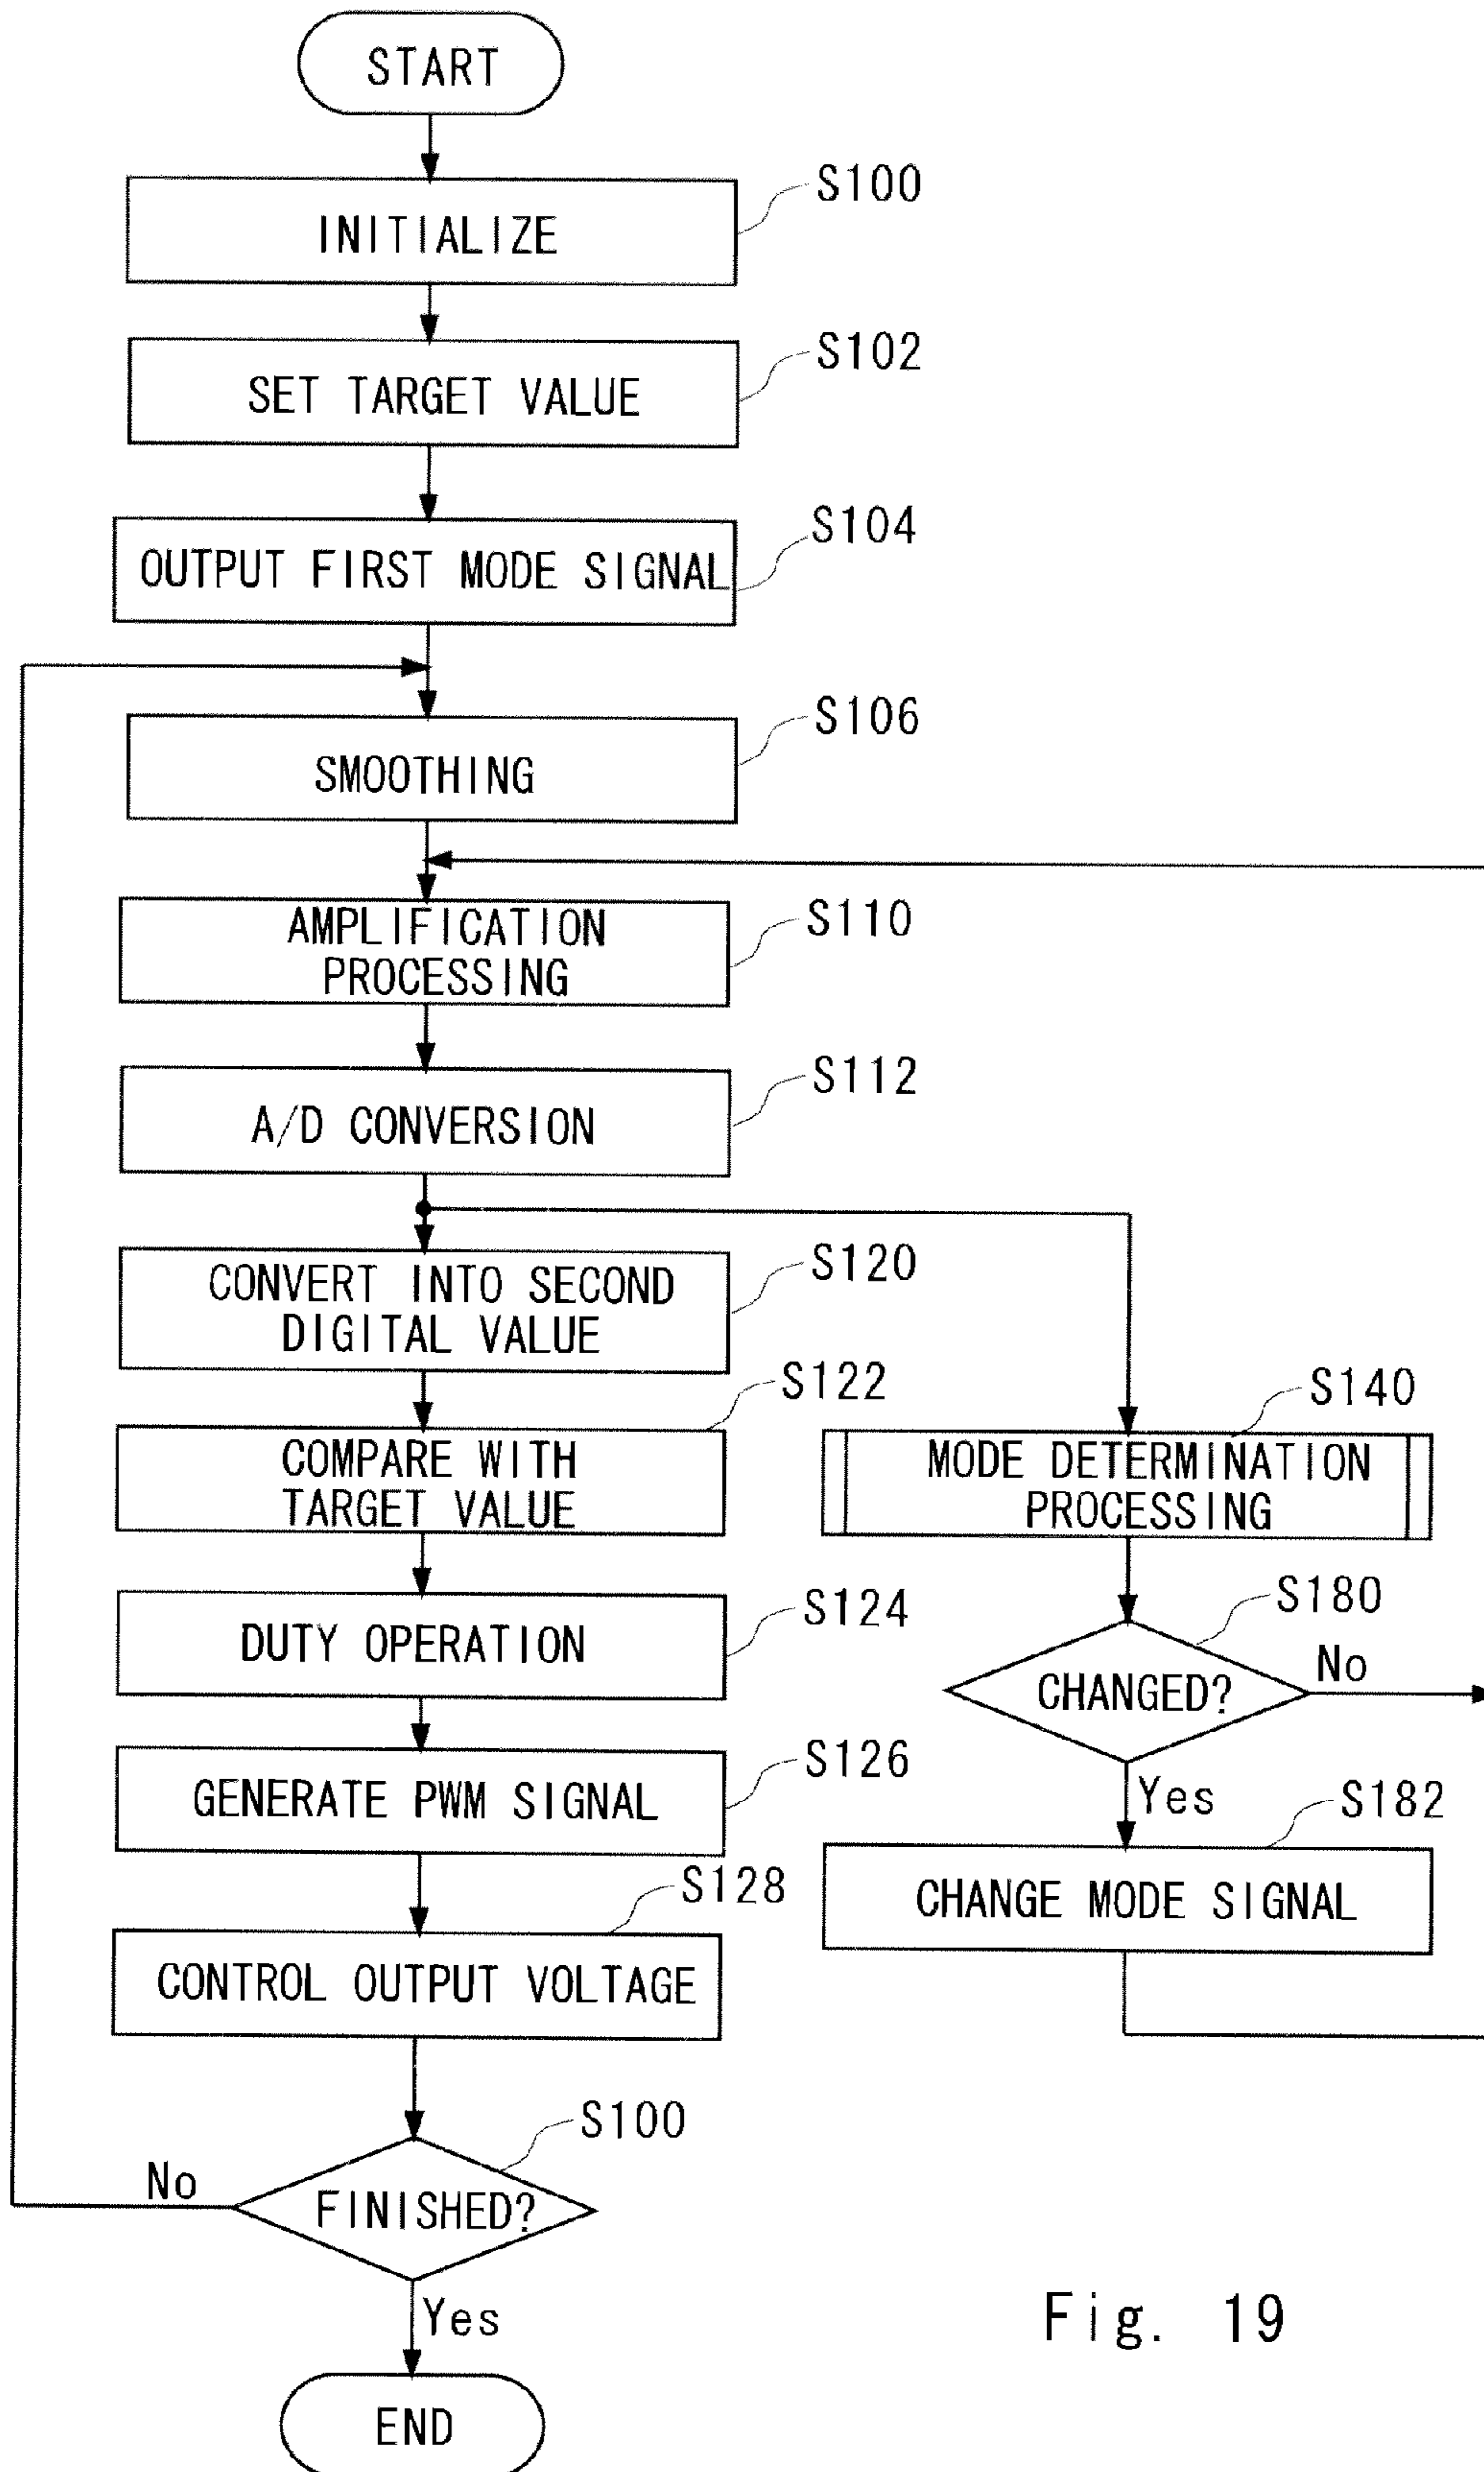 START
S100
INITIALIZE
S102
SET TARGET VALUE
S104
OUTPUT FIRST MODE SIGNAL
S106
SMOOTHING
S110
AMPLIFICATION
PROCESSING
S112
A/D CONVERSION
S120
CONVERT INTO SECOND
DIGITAL VALUE
S122
COMPARE WITH
TARGET VALUE
S124
DUTY OPERATION
S126
GENERATE PWM SIGNAL
S128
CONTROL OUTPUT VOLTAGE
S100
FINISHED?
No
Yes
END
S140
MODE DETERMINATION
PROCESSING
S180
CHANGED?
No
Yes
S182
CHANGE MODE SIGNAL
Fig. 19